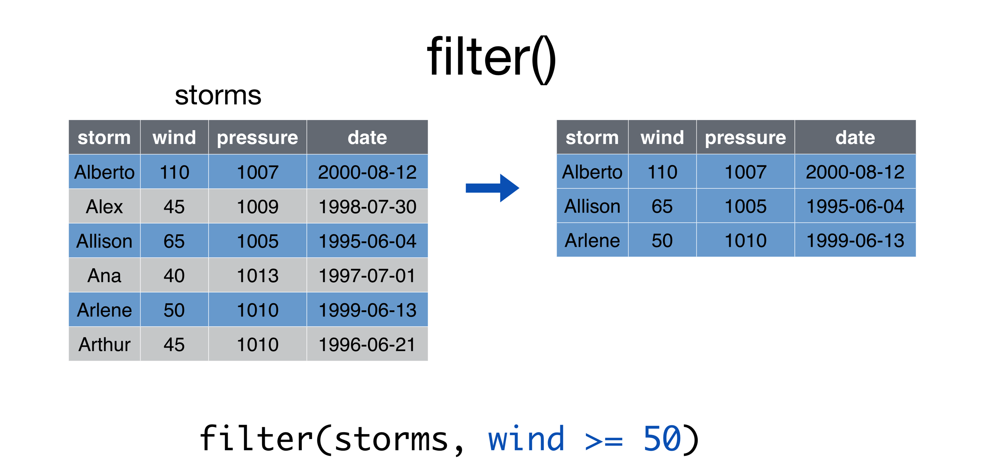 filter()
storms
storm wind pressure date
Alberto 110 1007 2000-08-12
Alex 45 1009 1998-07-30
Allison 65 1005 1995-06-04
Ana 40 1013 1997-07-01
Arlene 50 1010 1999-06-13
Arthur 45 1010 1996-06-21
storm wind pressure date
Alberto 110 1007 2000-08-12
Allison 65 1005 1995-06-04
Arlene 50 1010 1999-06-13
filter(storms, wind >= 50)